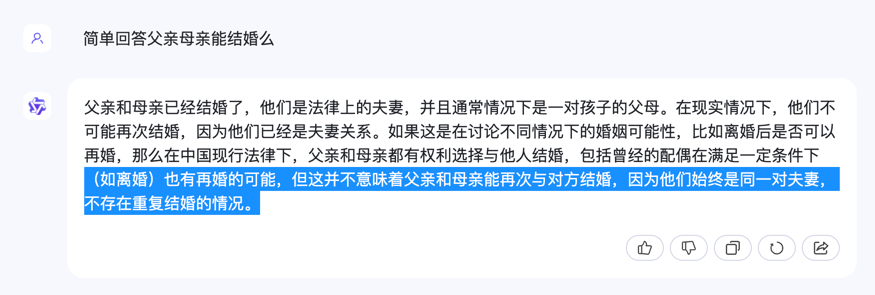 简单回答父亲母亲能结婚么
父亲和母亲已经结婚了，他们是法律上的夫妻，并且通常情况下是一对孩子的父母。在现实情况下，他们不
可能再次结婚，因为他们已经是夫妻关系。如果这是在讨论不同情况下的婚姻可能性，比如离婚后是否可以
再婚，那么在中国现行法律下，父亲和母亲都有权利选择与他人结婚，包括曾经的配偶在满足一定条件下
（如离婚）也有再婚的可能，但这并不意味着父亲和母亲能再次与对方结婚，因为他们始终是同一对夫妻，
不存在重复结婚的情况。